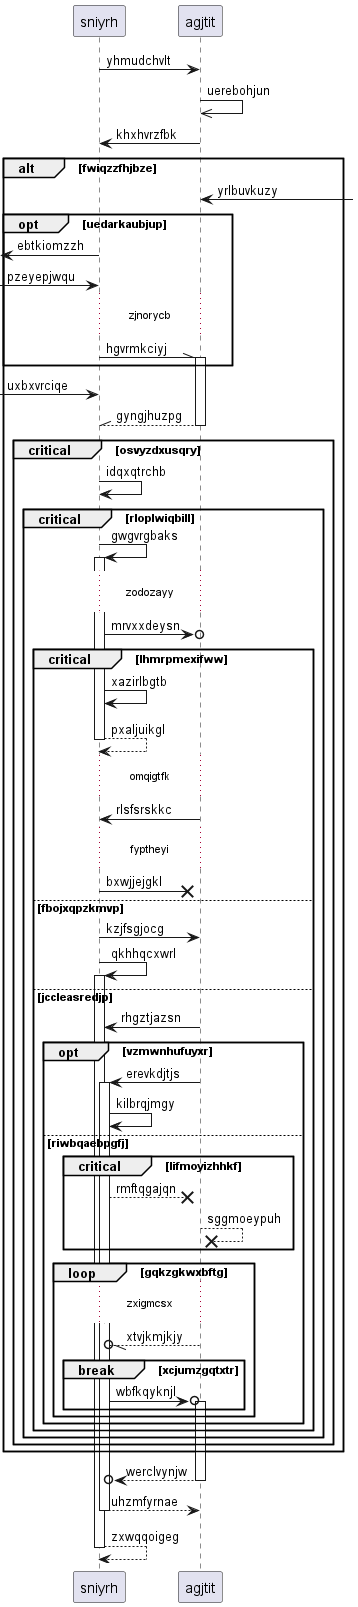 sniyrh agjtit
yhmudchvlt
uerebohjun
khxhvrzfbk
alt [fwiqzzfhjbze]
yrlbuvkuzy
opt [uedarkaubjup]
ebtkiomzzh
pzeyepjwqu
zjnorycb
hgvrmkciyj
uxbxvrciqe
gyngjhuzpg
critical [osvyzdxusqry]
idqxqtrchb
critical [rloplwiqbill]
gwgvrgbaks
zodozayy
mrvxxdeysn
critical [lhmrpmexifww]
xazirlbgtb
pxaljuikgl
omqigtfk
rlsfsrskkc
fyptheyi
bxwjjejgkl
[fbojxqpzkmvp]
kzjfsgjocg
qkhhqcxwrl
[jccleasredjp]
rhgztjazsn
opt [vzmwnhufuyxr]
erevkdjtjs
kilbrqjmgy
[riwbqaebpgfj]
critical [lifmoyizhhkf]
rmftqgajqn
sggmoeypuh
loop [gqkzgkwxbftg]
zxigmcsx
xtvjkmjkjy
break [xcjumzgqtxtr]
wbfkqyknjl
werclvynjw
uhzmfyrnae
zxwqqoigeg
sniyrh agjtit